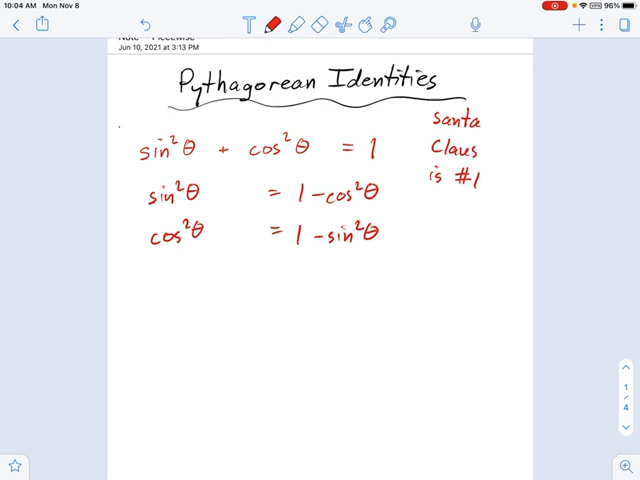 10:04 AM Mon Nov 8
96%
Jun 10, 2021 at 3:13 PM
Pythagorean Identities
sin²θ + cos²θ = 1
sin²θ = 1 - cos²θ
cos²θ = 1 - sin²θ
santa
Claus
is #1
1
/
4